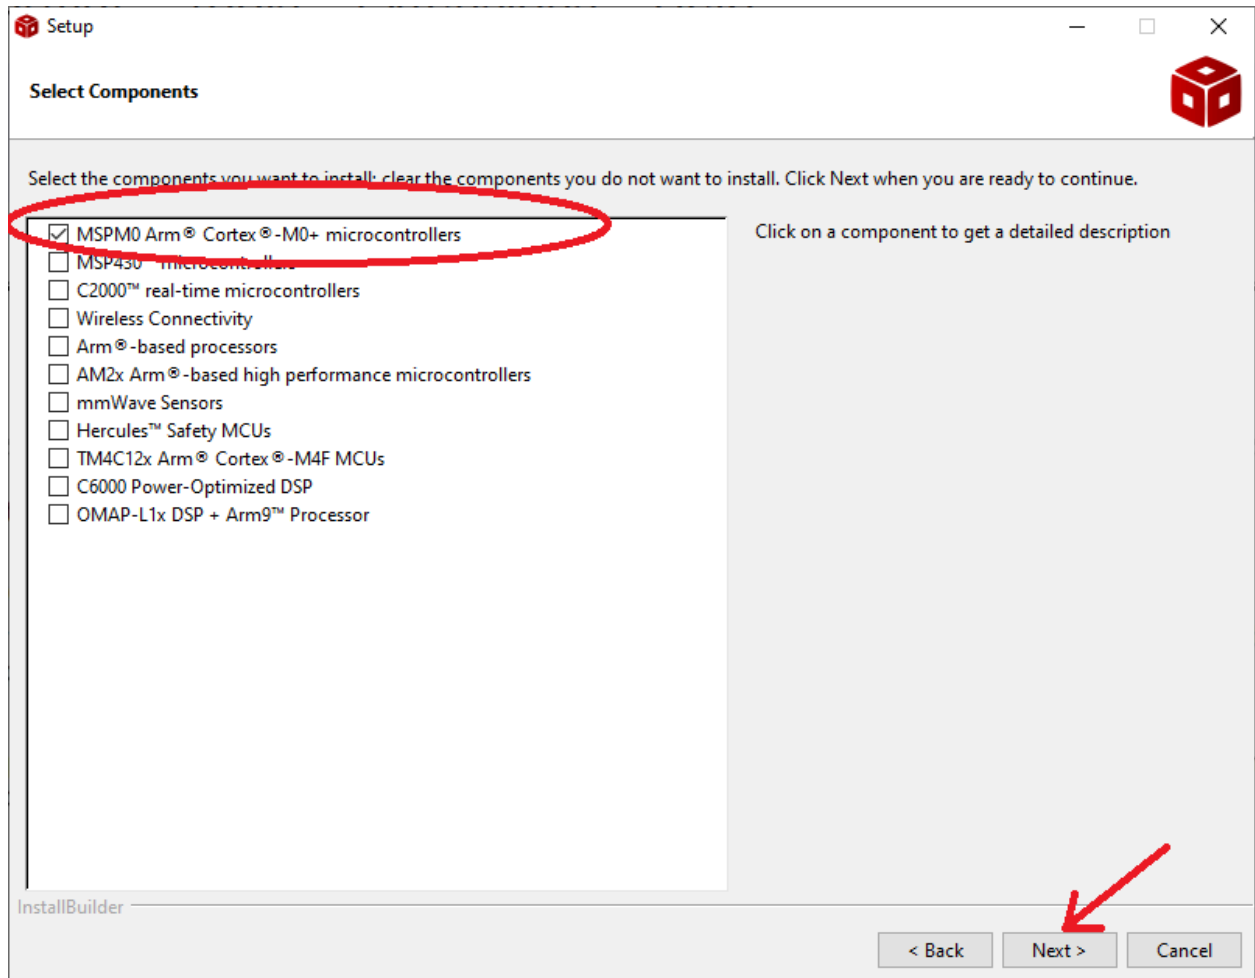 Setup
Select Components
Select the components you want to install; clear the components you do not want to install. Click Next when you are ready to continue.
MSPM0 Arm® Cortex®-M0+ microcontrollers
Click on a component to get a detailed description
MSP430™ microcontrollers
C2000™ real-time microcontrollers
Wireless Connectivity
Arm®-based processors
AM2x Arm®-based high performance microcontrollers
mmWave Sensors
Hercules™ Safety MCUs
TM4C12x Arm® Cortex®-M4F MCUs
C6000 Power-Optimized DSP
OMAP-L1x DSP + Arm9™ Processor
InstallBuilder
< Back Next > Cancel